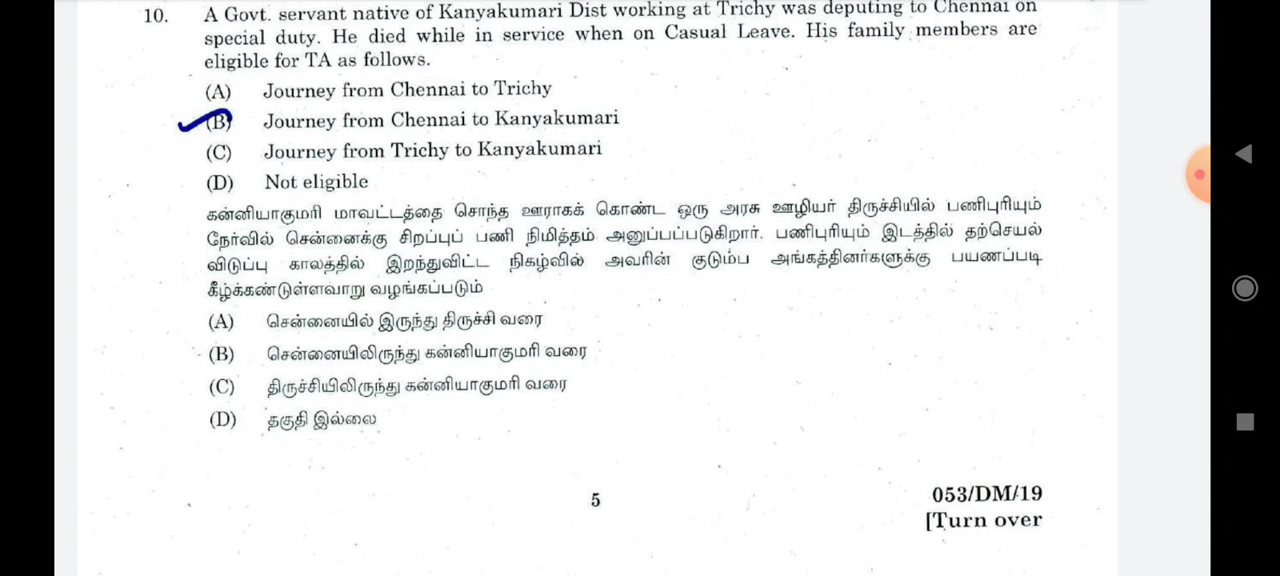 10. A Govt. servant native of Kanyakumari Dist working at Trichy was deputing to Chennai on
special duty. He died while in service when on Casual Leave. His family members are
eligible for TA as follows.
(A) Journey from Chennai to Trichy
(B) Journey from Chennai to Kanyakumari
(C) Journey from Trichy to Kanyakumari
(D) Not eligible
கன்னியாகுமரி மாவட்டத்தை சொந்த ஊராகக் கொண்ட ஒரு அரசு ஊழியர் திருச்சியில் பணிபுரியும்
நேர்வில் சென்னைக்கு சிறப்புப் பணி நிமித்தம் அனுப்பப்படுகிறார். பணிபுரியும் இடத்தில் தற்செயல்
விடுப்பு காலத்தில் இறந்துவிட்ட நிகழ்வில் அவரின் குடும்ப அங்கத்தினர்களுக்கு பயணப்படி
கீழ்க்கண்டுள்ளவாறு வழங்கப்படும்
(A) சென்னையில் இருந்து திருச்சி வரை
(B) சென்னையிலிருந்து கன்னியாகுமரி வரை
(C) திருச்சியிலிருந்து கன்னியாகுமரி வரை
(D) தகுதி இல்லை
5
053/DM/19
[Turn over